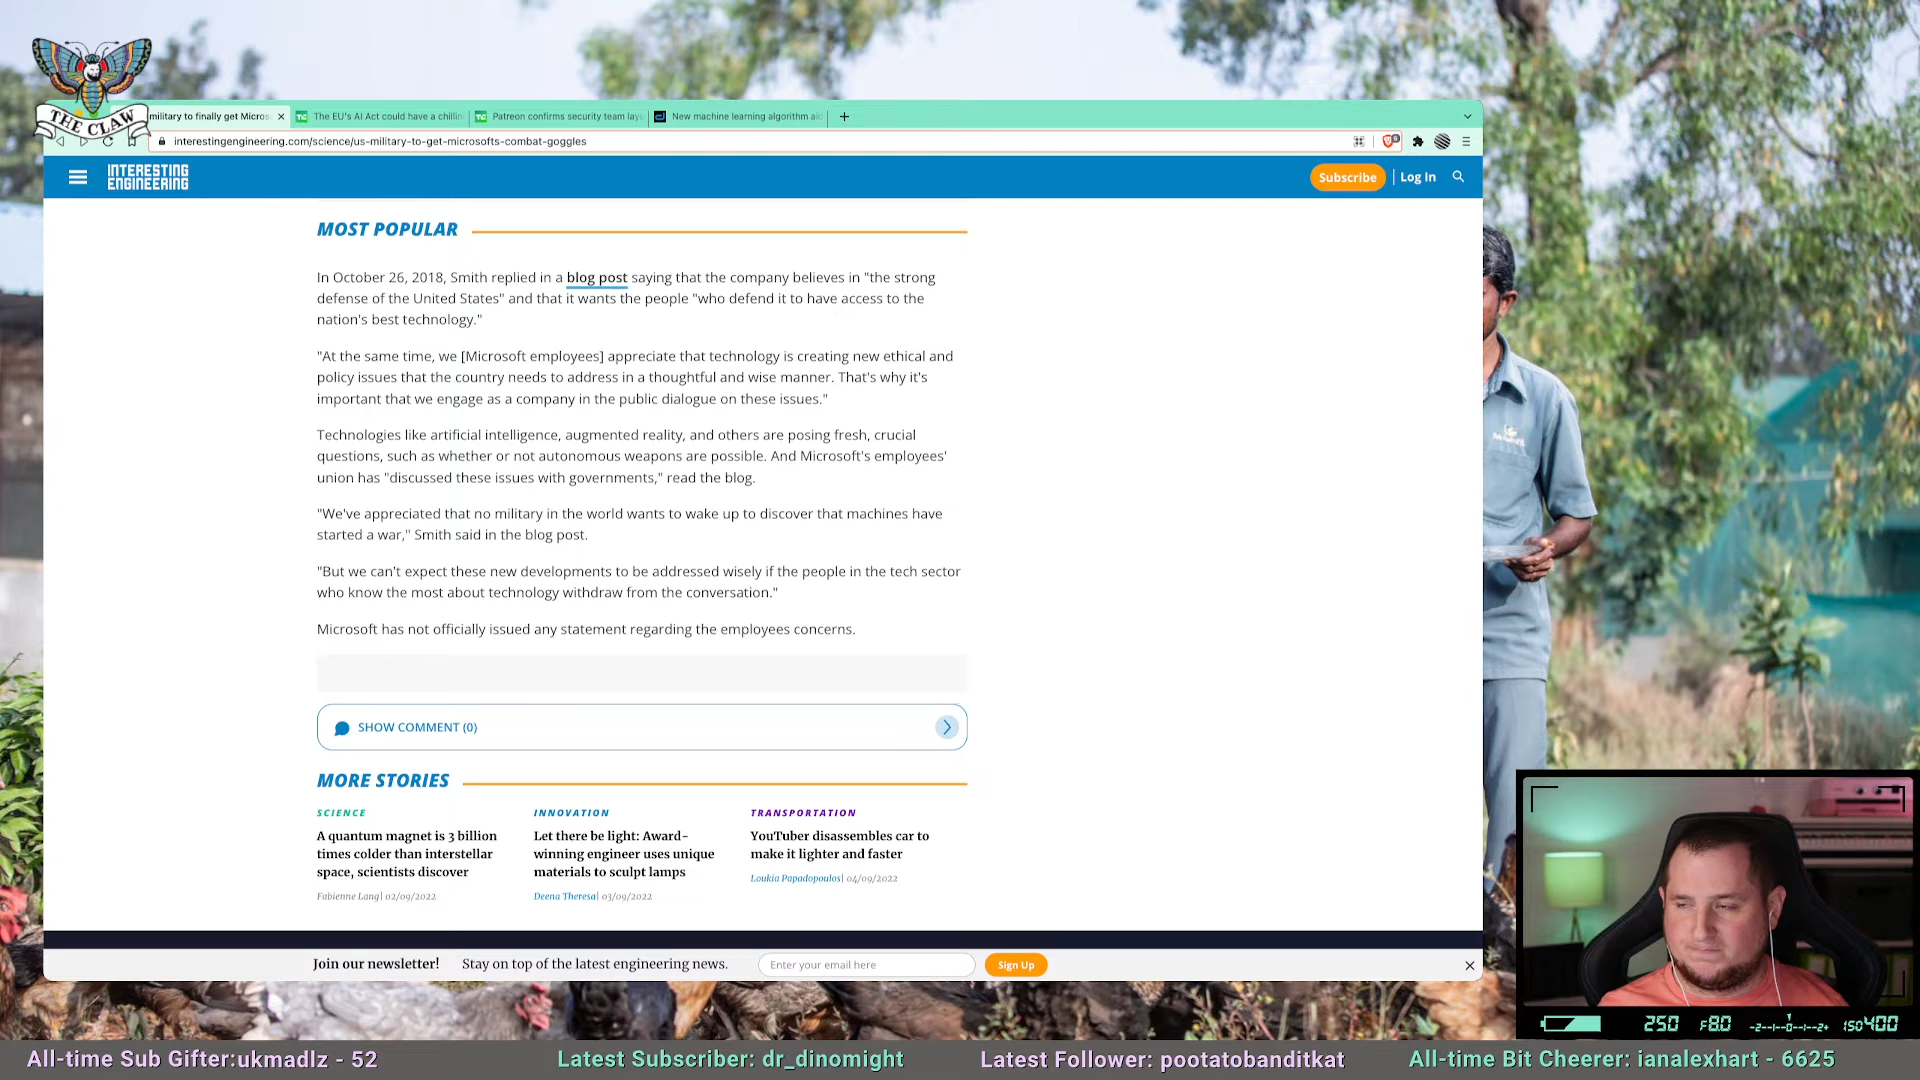 THE CLAW
military to finally get Micros
The EU's AI Act could have a chillin
Patreon confirms security team layo
New machine learning algorithm aid
interestingengineering.com/science/us-military-to-get-microsofts-combat-goggles
INTERESTING
ENGINEERING
Subscribe
Log In
MOST POPULAR
In October 26, 2018, Smith replied in a blog post saying that the company believes in "the strong
defense of the United States" and that it wants the people "who defend it to have access to the
nation's best technology."
"At the same time, we [Microsoft employees] appreciate that technology is creating new ethical and
policy issues that the country needs to address in a thoughtful and wise manner. That's why it's
important that we engage as a company in the public dialogue on these issues."
Technologies like artificial intelligence, augmented reality, and others are posing fresh, crucial
questions, such as whether or not autonomous weapons are possible. And Microsoft's employees'
union has "discussed these issues with governments," read the blog.
"We've appreciated that no military in the world wants to wake up to discover that machines have
started a war," Smith said in the blog post.
"But we can't expect these new developments to be addressed wisely if the people in the tech sector
who know the most about technology withdraw from the conversation."
Microsoft has not officially issued any statement regarding the employees concerns.
SHOW COMMENT (0)
MORE STORIES
SCIENCE
A quantum magnet is 3 billion
times colder than interstellar
space, scientists discover
Fabienne Lang| 02/09/2022
INNOVATION
Let there be light: Award-
winning engineer uses unique
materials to sculpt lamps
Deena Theresa| 03/09/2022
TRANSPORTATION
YouTuber disassembles car to
make it lighter and faster
Loukia Papadopoulos| 04/09/2022
Join our newsletter!
Stay on top of the latest engineering news.
Enter your email here
Sign Up
250 F8.0 -2--1--0--1--2+ ISO400
All-time Sub Gifter:ukmadlz - 52
Latest Subscriber: dr_dinomight
Latest Follower: pootatobanditkat
All-time Bit Cheerer: ianalexhart - 6625